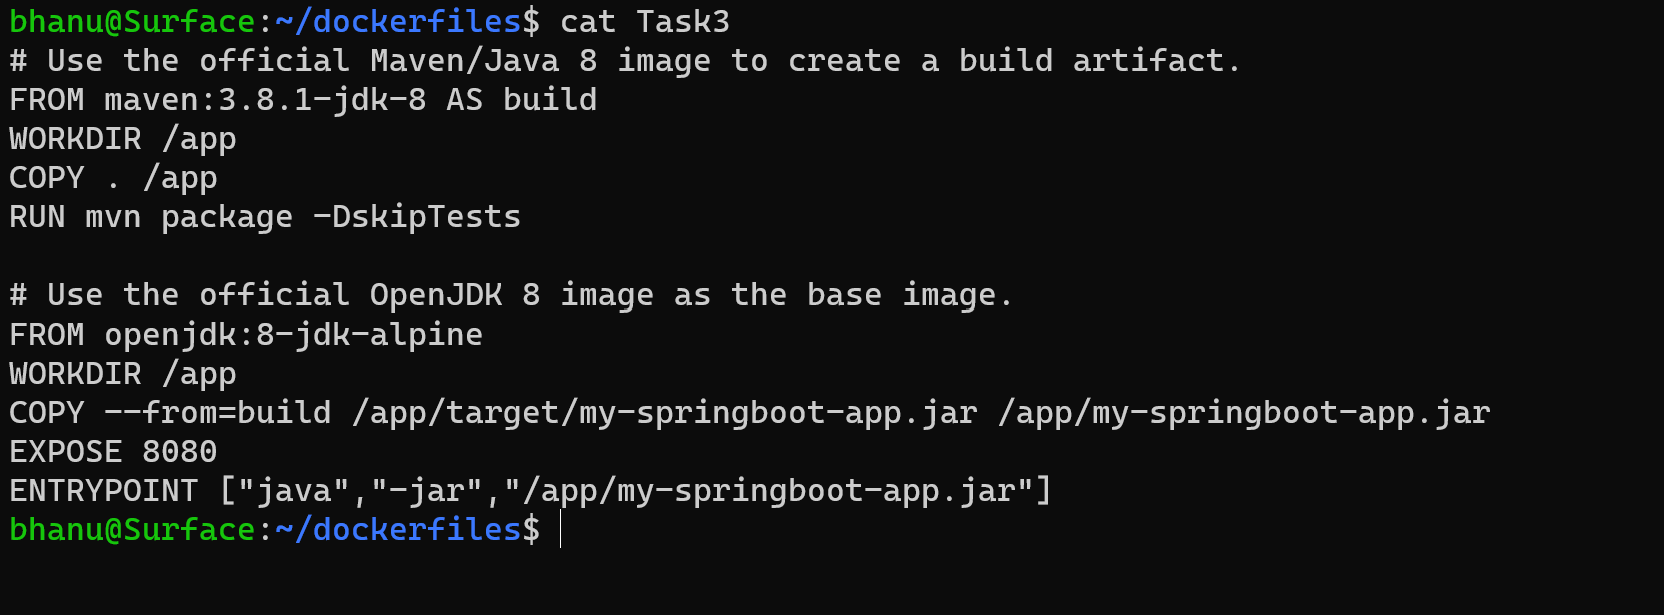 bhanu@Surface:~/dockerfiles$ cat Task3
# Use the official Maven/Java 8 image to create a build artifact.
FROM maven:3.8.1-jdk-8 AS build
WORKDIR /app
COPY . /app
RUN mvn package -DskipTests

# Use the official OpenJDK 8 image as the base image.
FROM openjdk:8-jdk-alpine
WORKDIR /app
COPY --from=build /app/target/my-springboot-app.jar /app/my-springboot-app.jar
EXPOSE 8080
ENTRYPOINT ["java","-jar","/app/my-springboot-app.jar"]
bhanu@Surface:~/dockerfiles$